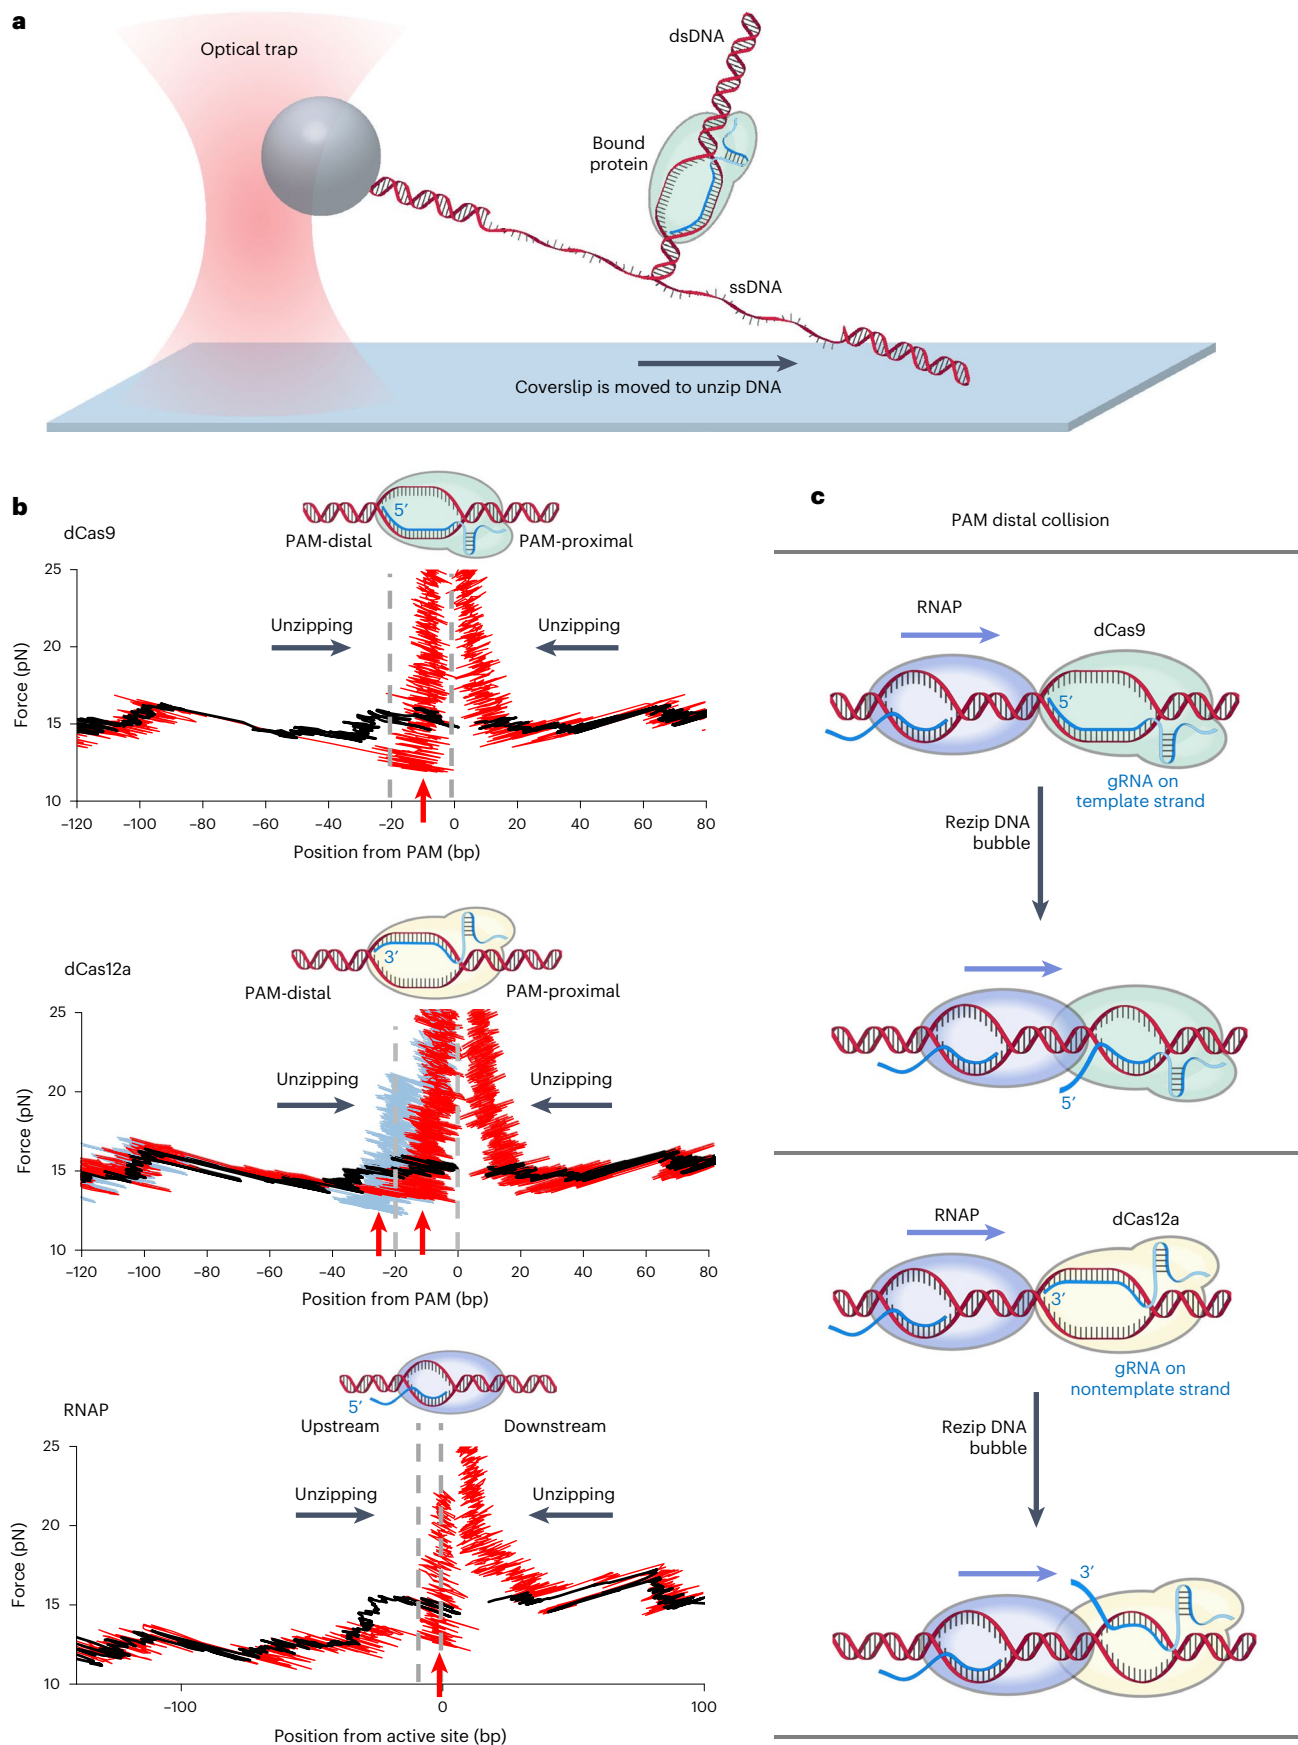 a
Optical trap
dsDNA
Bound
protein
ssDNA
Coverslip is moved to unzip DNA
b
dCas9
5′
PAM-distal
PAM-proximal
25
20
15
10
Force (pN)
Unzipping
Unzipping
–120
–100
–80
–60
–40
–20
0
20
40
60
80
Position from PAM (bp)
dCas12a
3′
PAM-distal
PAM-proximal
25
20
15
10
Force (pN)
Unzipping
Unzipping
–120
–100
–80
–60
–40
–20
0
20
40
60
80
Position from PAM (bp)
RNAP
5′
Upstream
Downstream
25
20
15
10
Force (pN)
Unzipping
Unzipping
–100
0
100
Position from active site (bp)
c
PAM distal collision
RNAP
dCas9
5′
gRNA on
template strand
Rezip DNA
bubble
5′
RNAP
dCas12a
3′
gRNA on
nontemplate strand
Rezip DNA
bubble
3′